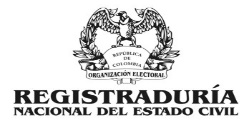 REPÚBLICA
DE
COLOMBIA
ORGANIZACIÓN ELECTORAL
REGISTRADURÍA
NACIONAL DEL ESTADO CIVIL